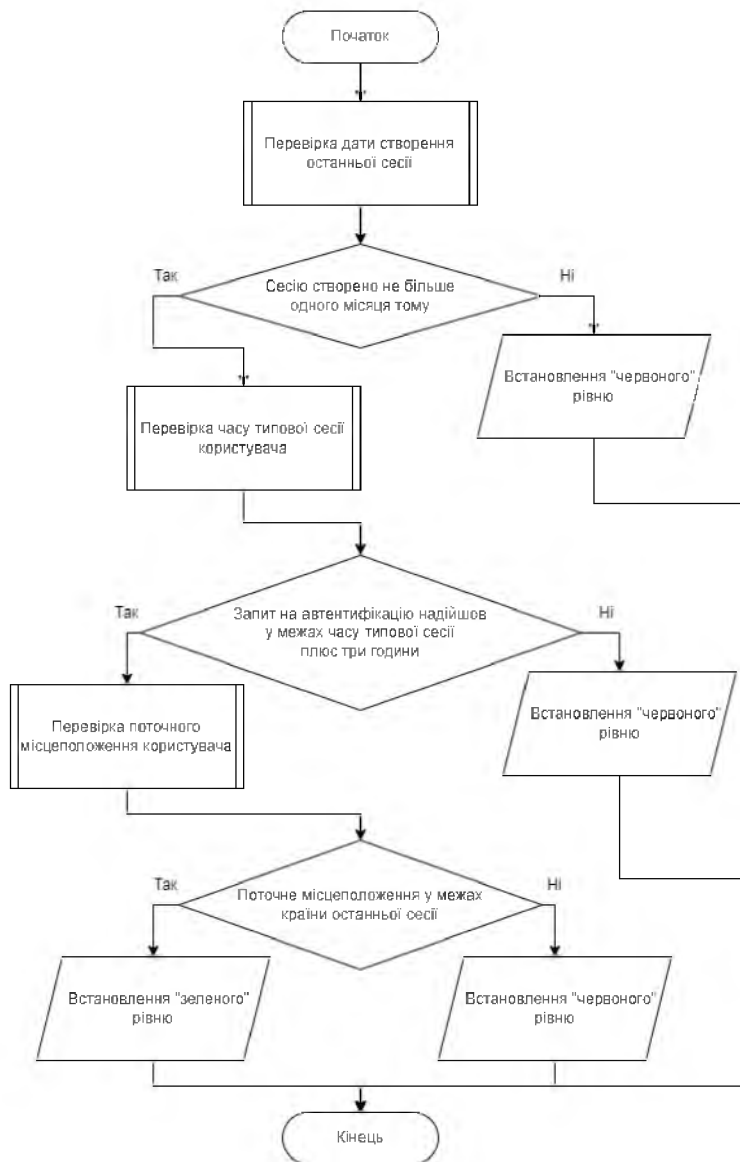 Початок
Перевірка дати створення
останньої сесії
Так
Ні
Сесію створено не більше
одного місяця тому
Встановлення "червоного"
рівню
Перевірка часу типової сесії
користувача
Так
Ні
Запит на автентифікацію надійшов
у межах часу типової сесії
плюс три години
Встановлення "червоного"
рівню
Перевірка поточного
місцеположення користувача
Так
Ні
Поточне місцеположення у межах
країни останньої сесії
Встановлення "зеленого"
рівню
Встановлення "червоного"
рівню
Кінець